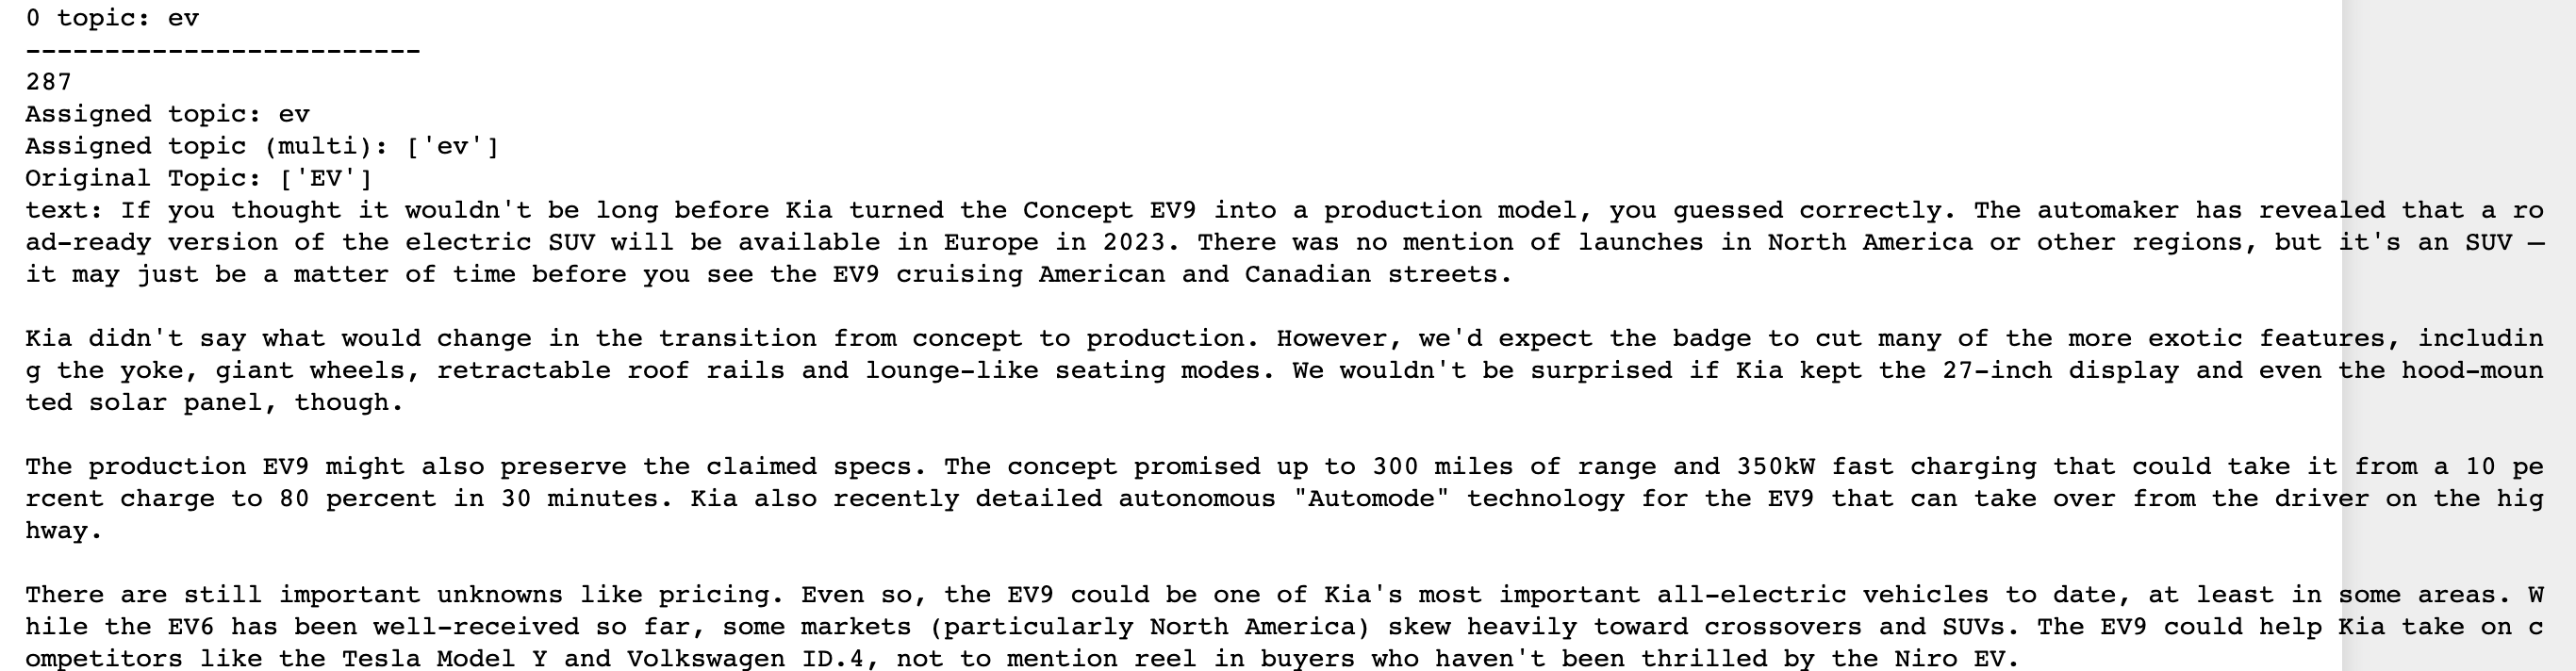 0 topic: ev
-------------------------
287
Assigned topic: ev
Assigned topic (multi): ['ev']
Original Topic: ['EV']
text: If you thought it wouldn't be long before Kia turned the Concept EV9 into a production model, you guessed correctly. The automaker has revealed that a ro
ad-ready version of the electric SUV will be available in Europe in 2023. There was no mention of launches in North America or other regions, but it's an SUV —
it may just be a matter of time before you see the EV9 cruising American and Canadian streets.

Kia didn't say what would change in the transition from concept to production. However, we'd expect the badge to cut many of the more exotic features, includin
g the yoke, giant wheels, retractable roof rails and lounge-like seating modes. We wouldn't be surprised if Kia kept the 27-inch display and even the hood-moun
ted solar panel, though.

The production EV9 might also preserve the claimed specs. The concept promised up to 300 miles of range and 350kW fast charging that could take it from a 10 pe
rcent charge to 80 percent in 30 minutes. Kia also recently detailed autonomous "Automode" technology for the EV9 that can take over from the driver on the hig
hway.

There are still important unknowns like pricing. Even so, the EV9 could be one of Kia's most important all-electric vehicles to date, at least in some areas. W
hile the EV6 has been well-received so far, some markets (particularly North America) skew heavily toward crossovers and SUVs. The EV9 could help Kia take on c
ompetitors like the Tesla Model Y and Volkswagen ID.4, not to mention reel in buyers who haven't been thrilled by the Niro EV.